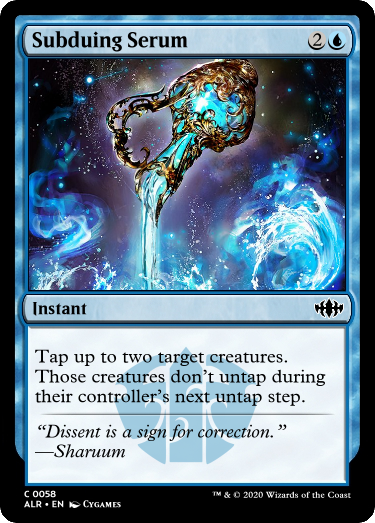 Subduing Serum 2
Instant
Tap up to two target creatures.
Those creatures don't untap during
their controller's next untap step.
“Dissent is a sign for correction.”
—Sharuum
C 0058
ALR • EN Cygames
™ & © 2020 Wizards of the Coast